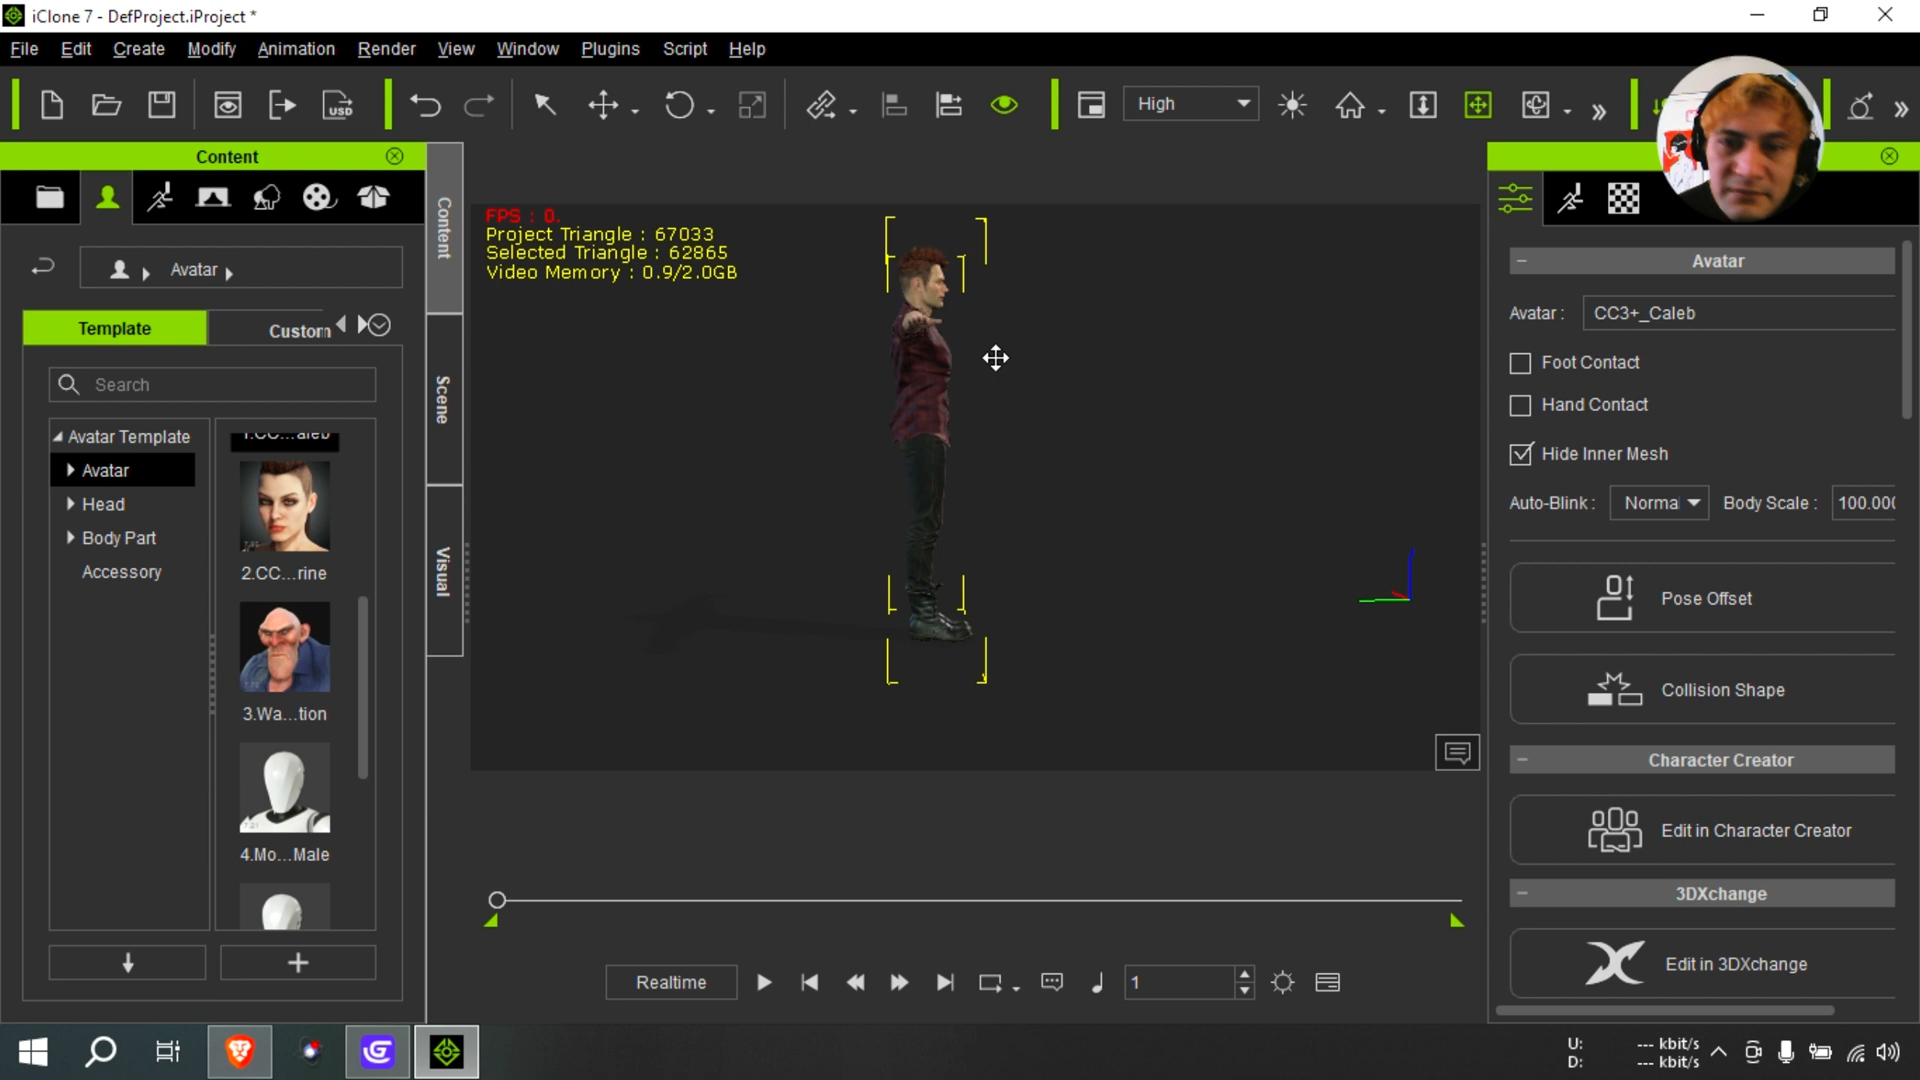 iClone 7 - DefProject.iProject *
File Edit Create Modify Animation Render View Window Plugins Script Help
USD
High
Content
Avatar
Template
Custom
Search
Avatar Template
Avatar
Head
Body Part
Accessory
2.CC...rine
3.Wa...tion
4.Mo...Male
Content
Scene
Visual
FPS : 0.
Project Triangle : 67033
Selected Triangle : 62865
Video Memory : 0.9/2.0GB
Realtime
1
Avatar
Avatar : CC3+_Caleb
Foot Contact
Hand Contact
Hide Inner Mesh
Auto-Blink : Norma Body Scale : 100.000
Pose Offset
Collision Shape
Character Creator
Edit in Character Creator
3DXchange
Edit in 3DXchange
U: --- kbit/s
D: --- kbit/s